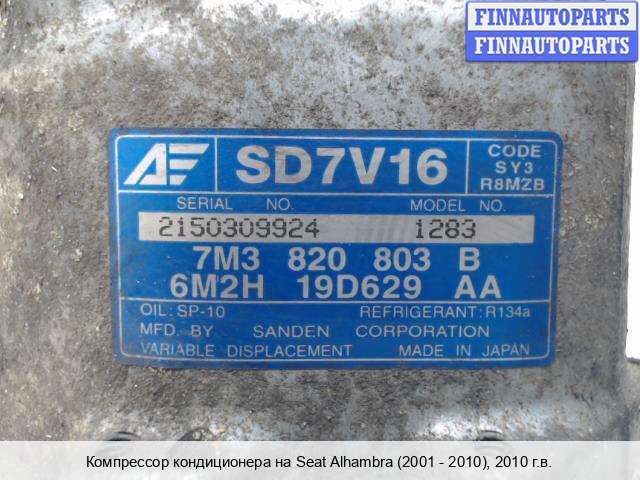 FINNAUTOPARTS
FINNAUTOPARTS
SD7V16
CODE
SY3
R8MZB
SERIAL NO. MODEL NO.
2150309924 1283
7M3 820 803 B
6M2H 19D629 AA
OIL: SP-10 REFRIGERANT: R134a
MFD. BY SANDEN CORPORATION
VARIABLE DISPLACEMENT MADE IN JAPAN
Компрессор кондиционера на Seat Alhambra (2001 - 2010), 2010 г.в.